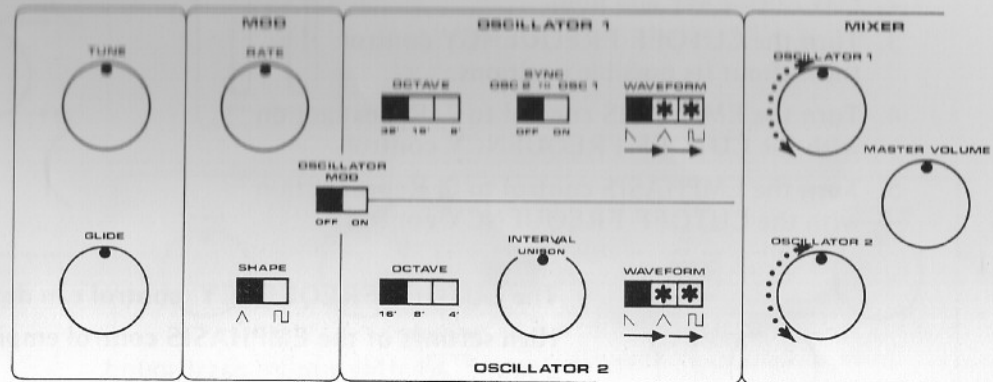 MOD
OSCILLATOR 1
MIXER
TUNE
RATE
OCTAVE
32' 16' 8'
SYNC
OSC 2 TO OSC 1
OFF ON
WAVEFORM
OSCILLATOR 1
MASTER VOLUME
OSCILLATOR
MOD
OFF ON
GLIDE
SHAPE
OCTAVE
16' 8' 4'
INTERVAL
UNISON
WAVEFORM
OSCILLATOR 2
OSCILLATOR 2